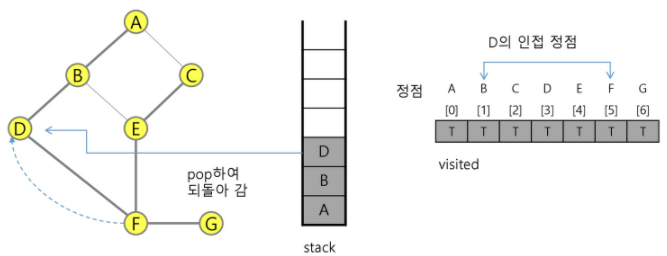 A
B
C
D
E
F
G
pop하여
되돌아 감
D
B
A
stack
D의 인접 정점
정점 A B C D E F G
[0] [1] [2] [3] [4] [5] [6]
T T T T T T T
visited